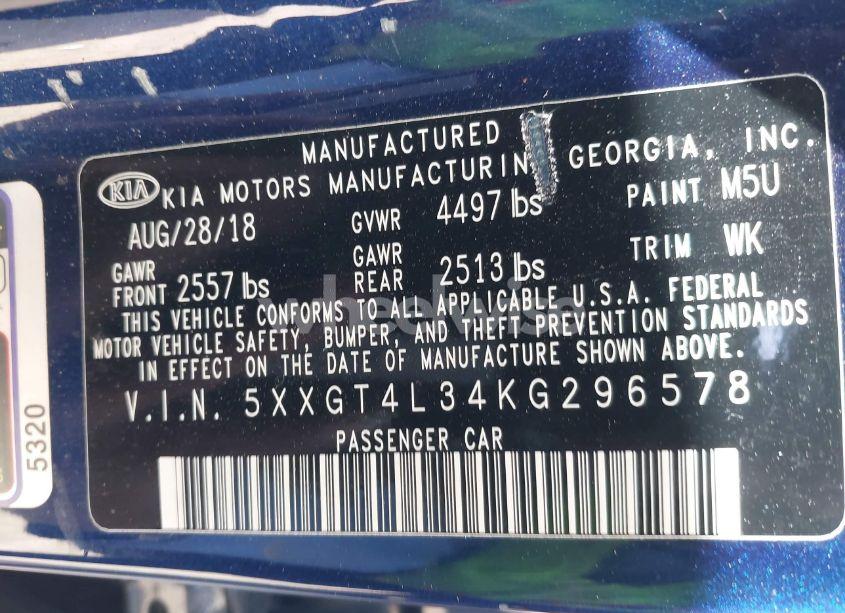 MANUFACTURED
KIA KIA MOTORS MANUFACTURIN GEORGIA, INC.
AUG/28/18 GVWR 4497 lbs PAINT M5U
GAWR FRONT 2557 lbs GAWR REAR 2513 lbs TRIM WK
THIS VEHICLE CONFORMS TO ALL APPLICABLE U.S.A. FEDERAL
MOTOR VEHICLE SAFETY, BUMPER, AND THEFT PREVENTION STANDARDS
IN EFFECT ON THE DATE OF MANUFACTURE SHOWN ABOVE.
V.I.N. 5XXGT4L34KG296578
PASSENGER CAR
5320
wheelwise